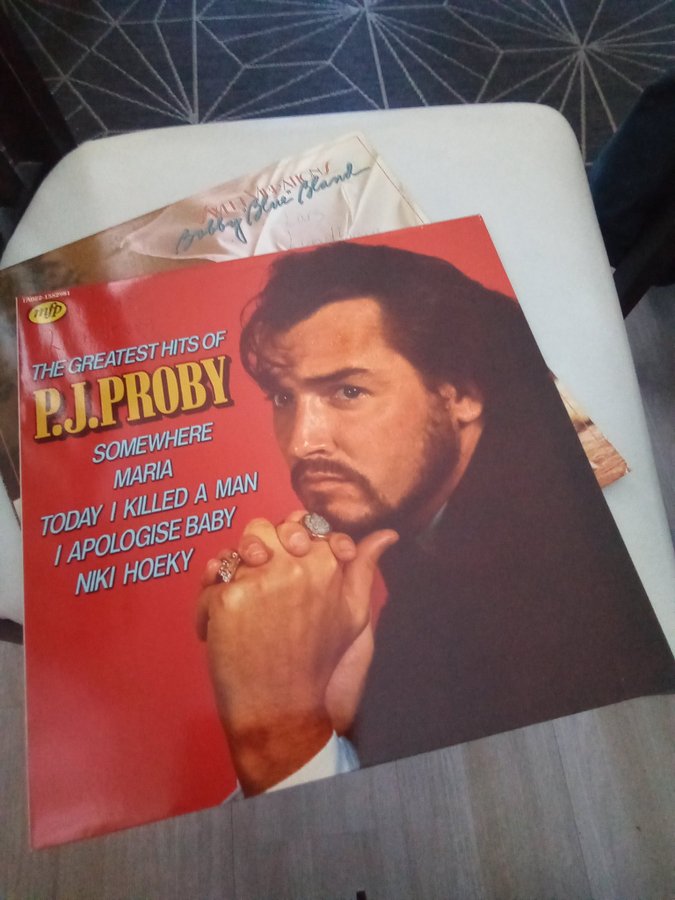 Bobby "Blue" Bland
mfp
THE GREATEST HITS OF
P.J.PROBY
SOMEWHERE
MARIA
TODAY I KILLED A MAN
I APOLOGISE BABY
NIKI HOEKY